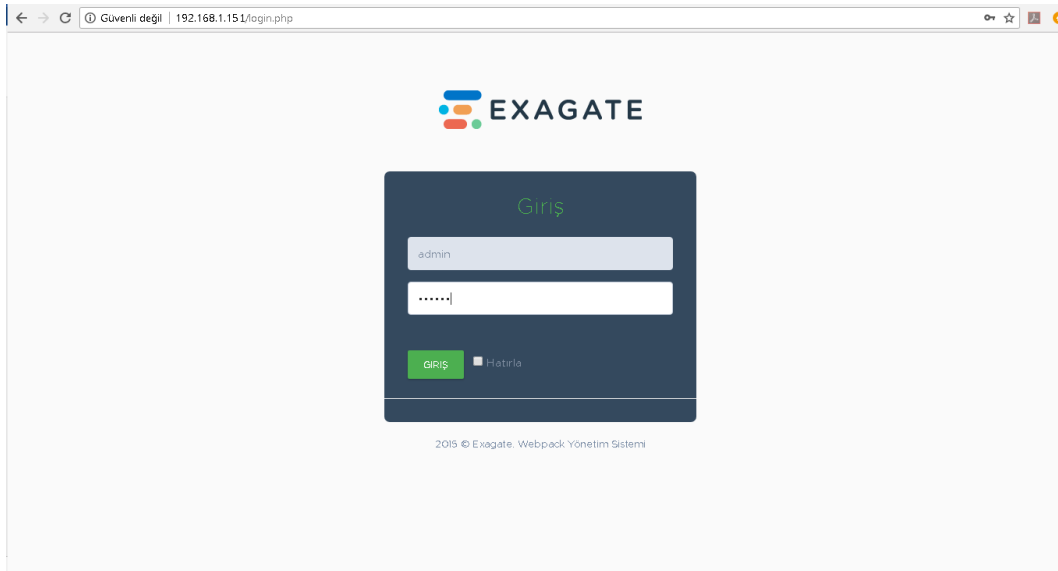 Güvenli değil | 192.168.1.151/login.php
EXAGATE
Giriş
admin
••••••
GIRIŞ
Hatırla
2015 © Exagate. Webpack Yönetim Sistemi